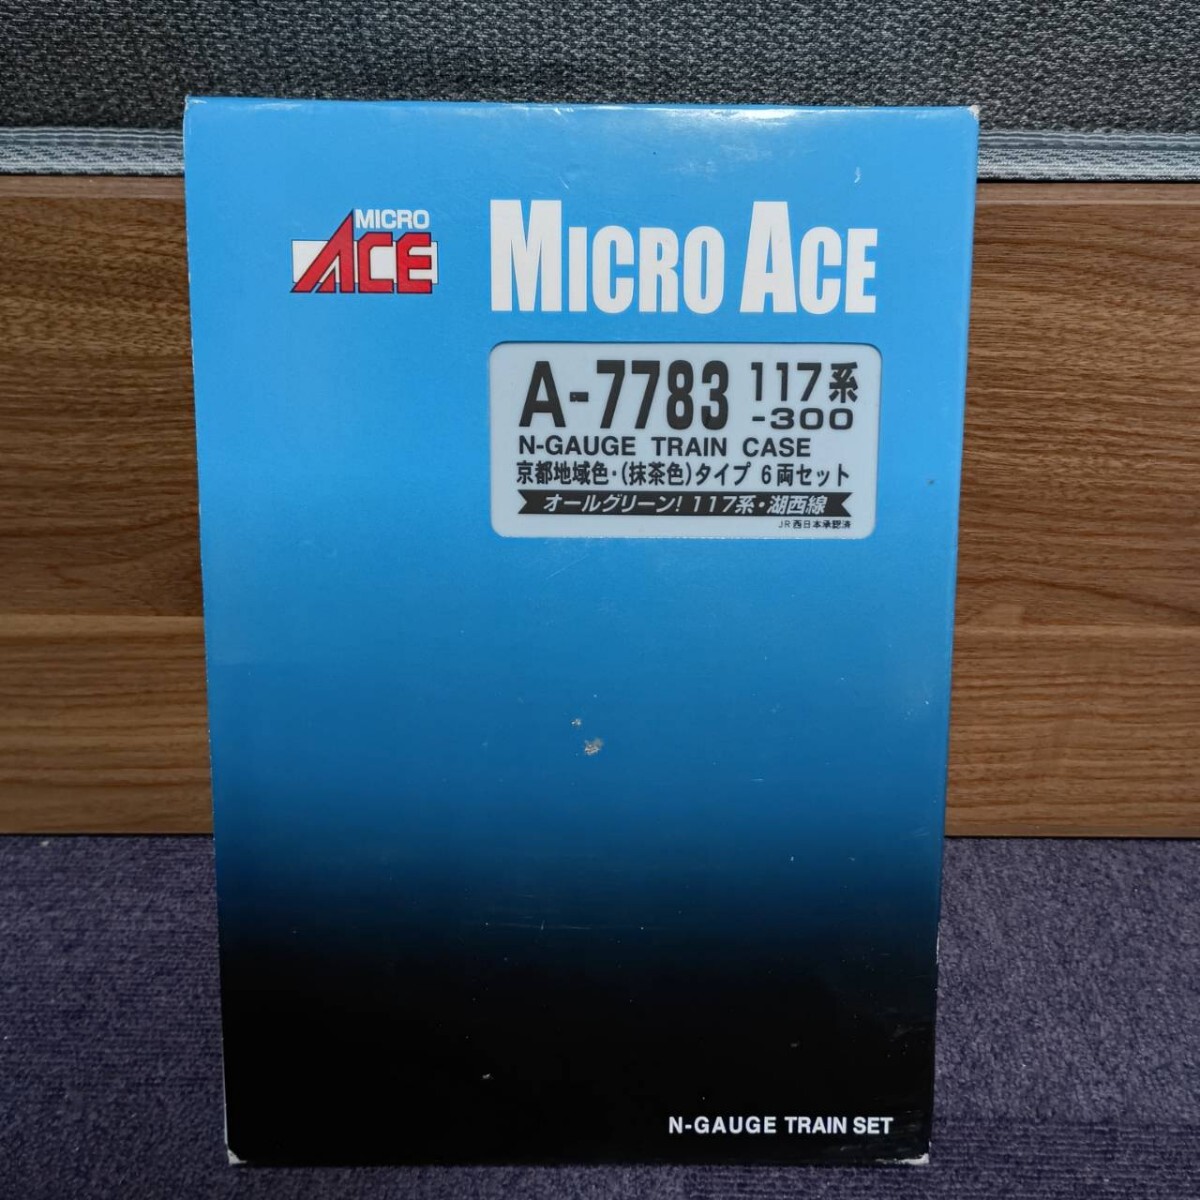 MICRO
ACE
MICRO ACE
A-7783 117系
-300
N-GAUGE TRAIN CASE
京都地域色・(抹茶色)タイプ 6両セット
オールグリーン! 117系・湖西線
JR西日本承認済
N-GAUGE TRAIN SET